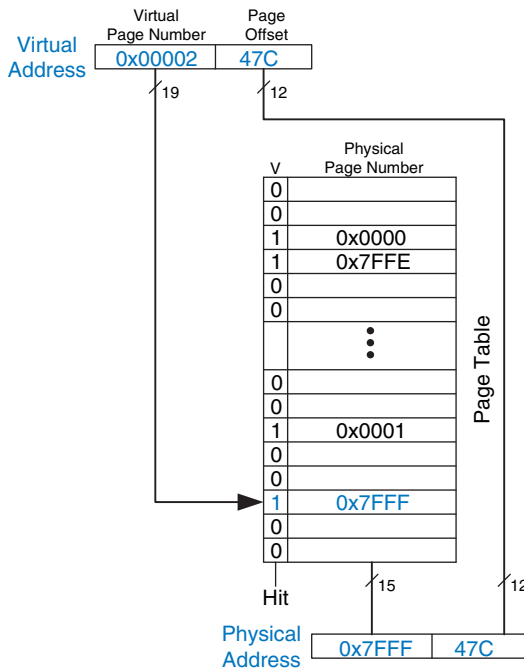 Virtual Page Number
Page Offset
Virtual Address
0x00002 47C
19 12
V
Physical Page Number
0
0
1 0x0000
1 0x7FFE
0
0
0
0
1 0x0001
0
0
1 0x7FFF
0
0
Page Table
Hit
15 12
Physical Address
0x7FFF 47C